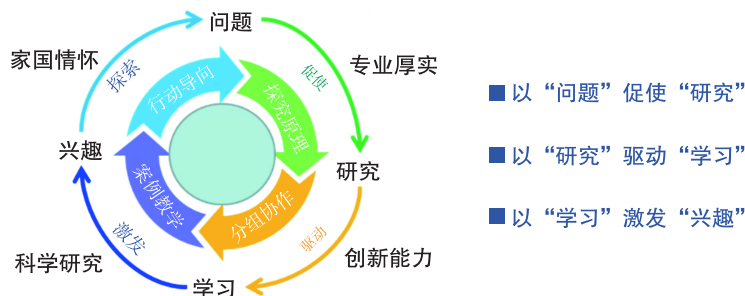 问题
家国情怀
探索
促使
专业厚实
行动导向
探究原理
兴趣
研究
案例教学
分组协作
激发
驱动
科学研究
创新能力
学习
■以“问题”促使“研究”
■以“研究”驱动“学习”
■以“学习”激发“兴趣”